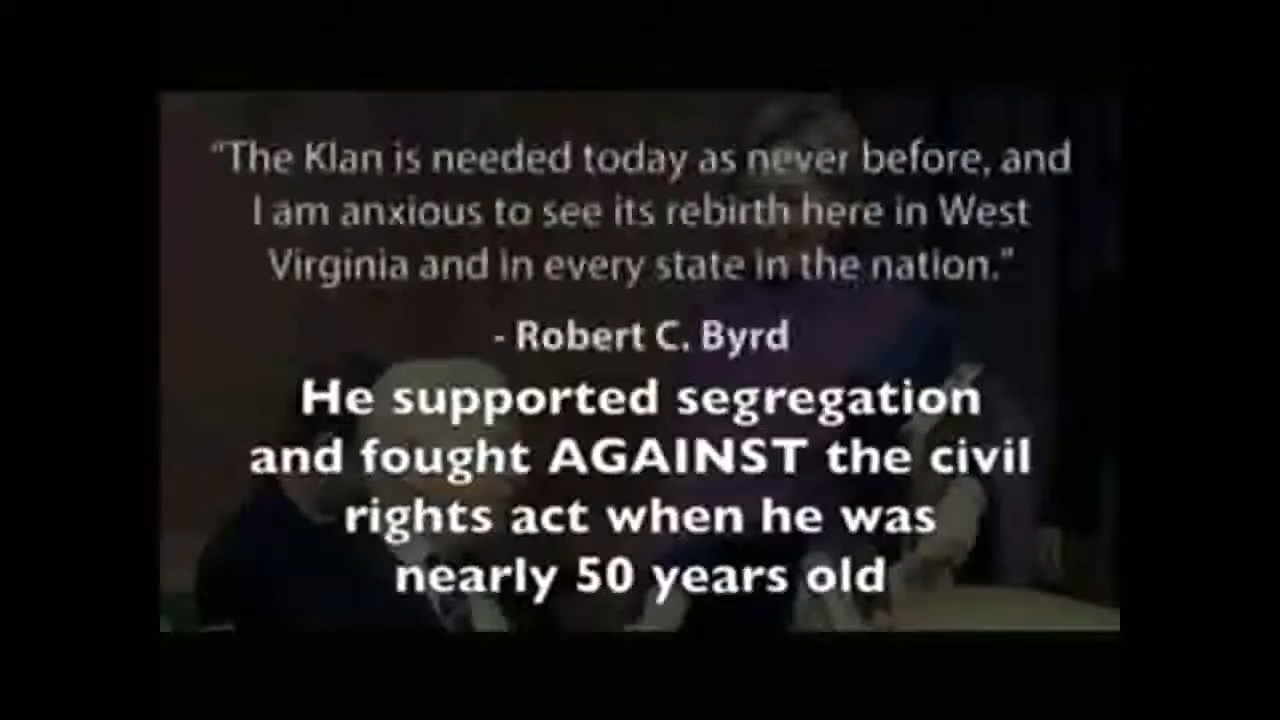 "The Klan is needed today as never before, and
I am anxious to see its rebirth here in West
Virginia and in every state in the nation."
- Robert C. Byrd
He supported segregation
and fought AGAINST the civil
rights act when he was
nearly 50 years old